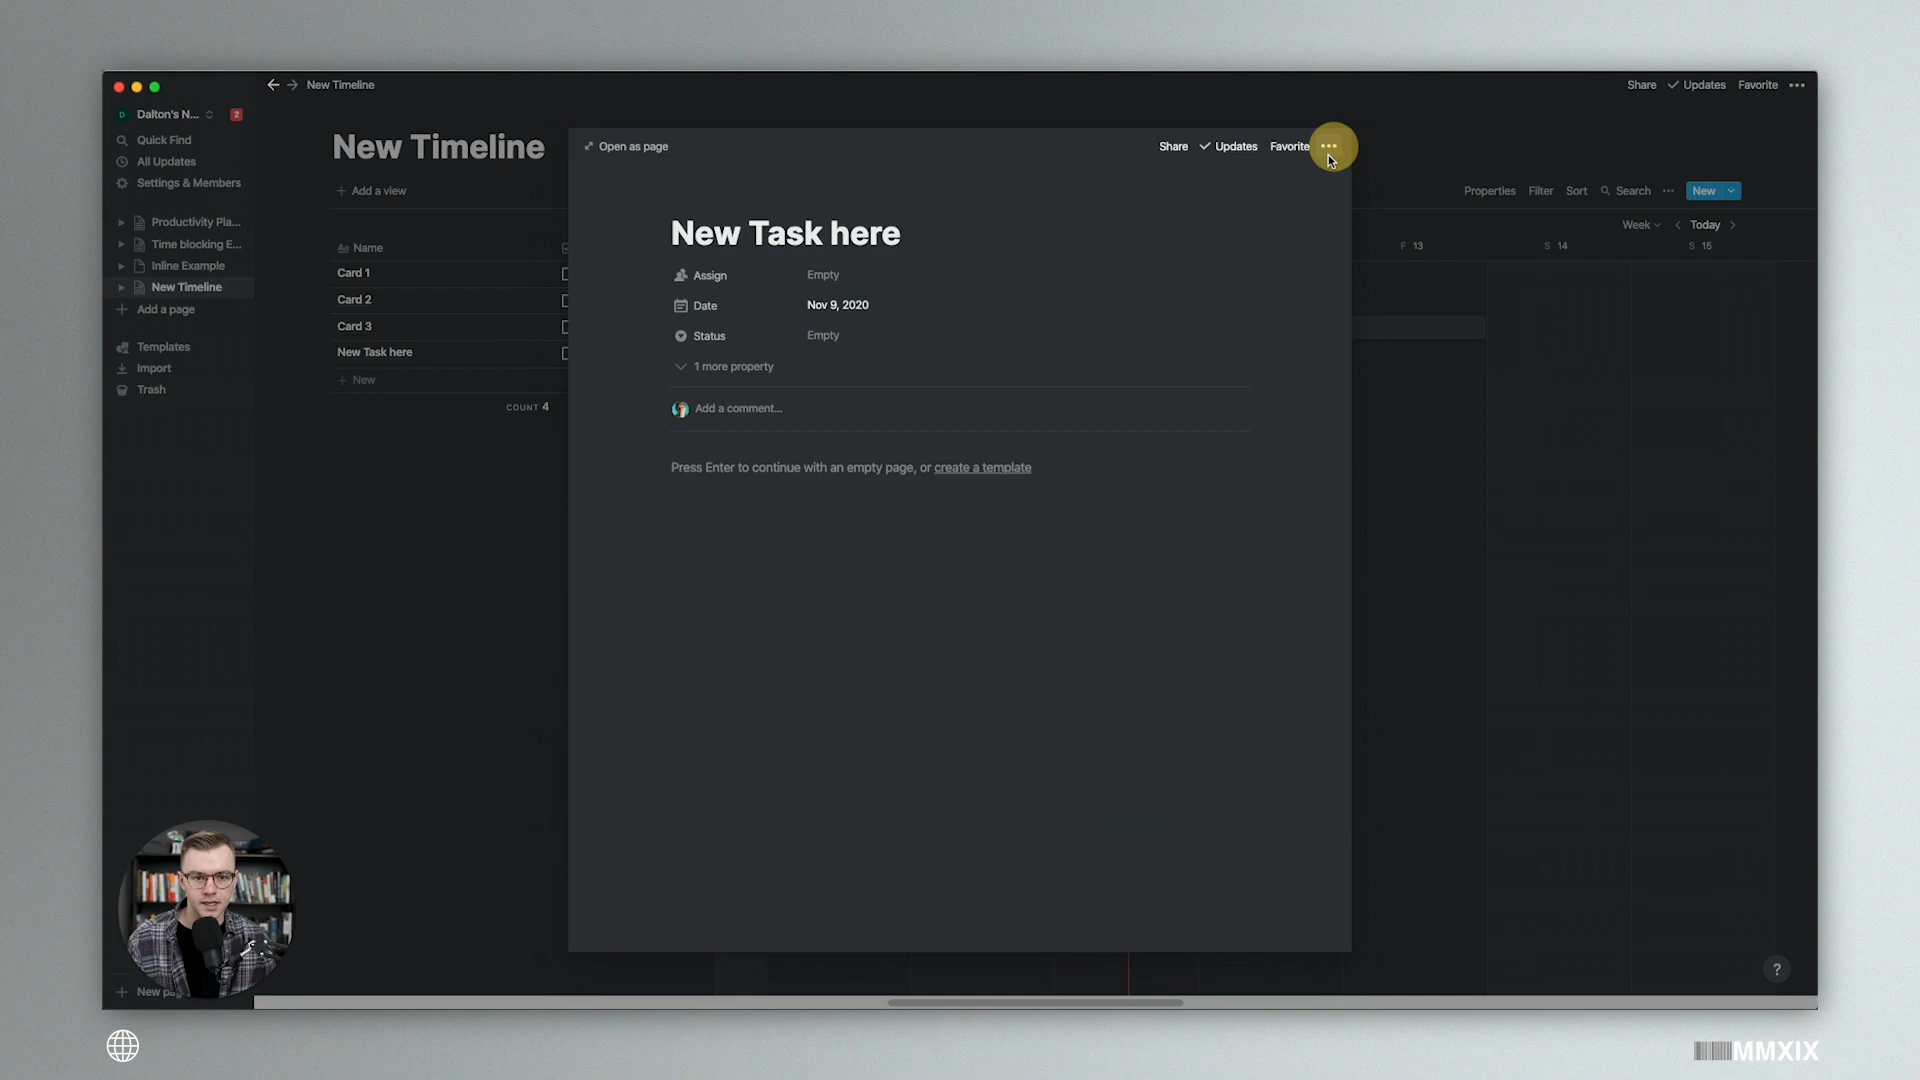 New Timeline
Share Updates Favorite
D Dalton's N... 2
Quick Find
All Updates
Settings & Members
Productivity Pla...
Time blocking E...
Inline Example
New Timeline
Add a page
Templates
Import
Trash
New Timeline
Add a view
Properties Filter Sort Search New
Week Today
F 13 S 14 S 15
Aa Name
Card 1
Card 2
Card 3
New Task here
New
COUNT 4
Open as page
Share Updates Favorite
New Task here
Assign Empty
Date Nov 9, 2020
Status Empty
1 more property
Add a comment...
Press Enter to continue with an empty page, or create a template
?
MMXIX